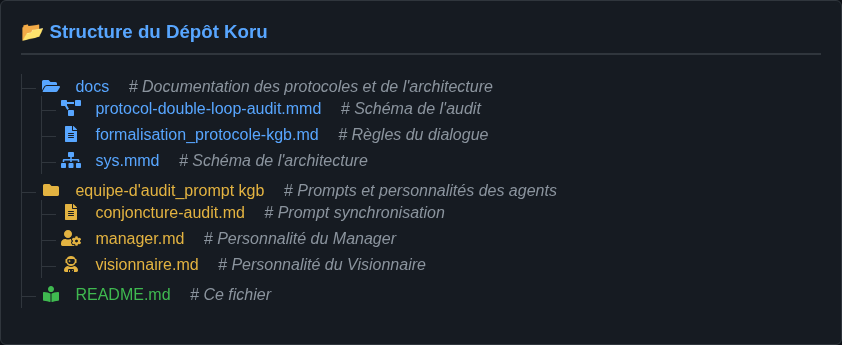 Structure du Dépôt Koru
docs # Documentation des protocoles et de l'architecture
protocol-double-loop-audit.mmd # Schéma de l'audit
formalisation_protocole-kgb.md # Règles du dialogue
sys.mmd # Schéma de l'architecture
equipe-d'audit_prompt kgb # Prompts et personnalités des agents
conjoncture-audit.md # Prompt synchronisation
manager.md # Personnalité du Manager
visionnaire.md # Personnalité du Visionnaire
README.md # Ce fichier